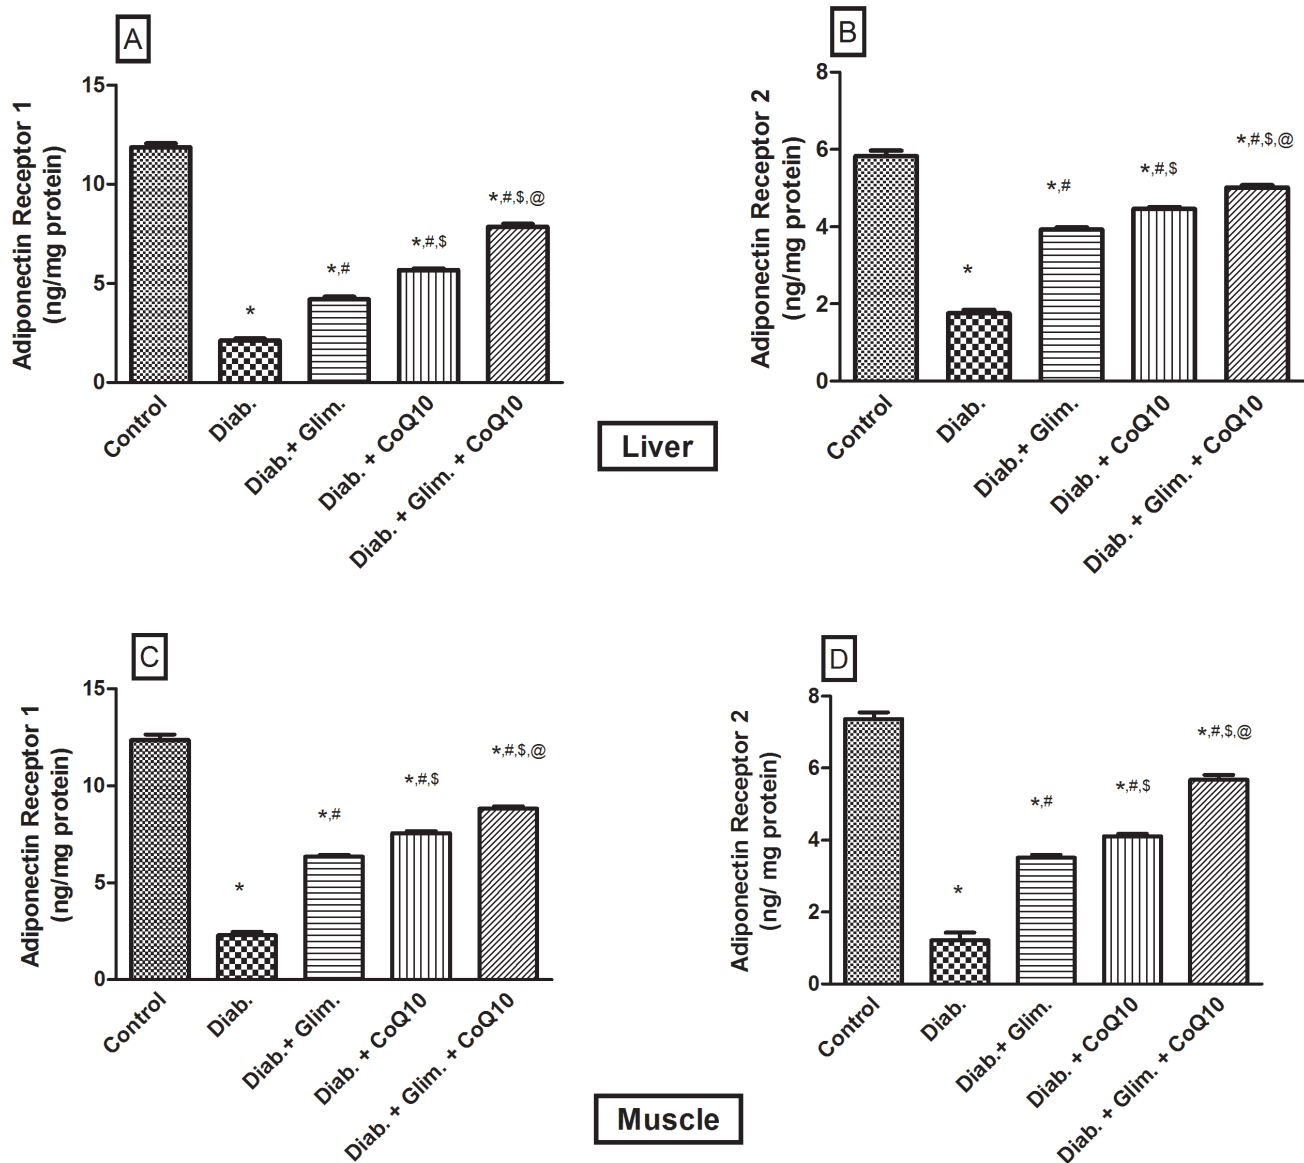 A
Adiponectin Receptor 1
(ng/mg protein)
15
10
5
0
*
*,#
*,#,$
*,#,$,@
Control
Diab.
Diab.+ Glim.
Diab. + CoQ10
Diab. + Glim. + CoQ10
B
Adiponectin Receptor 2
(ng/mg protein)
8
6
4
2
0
*
*,#
*,#,$
*,#,$,@
Control
Diab.
Diab.+ Glim.
Diab. + CoQ10
Diab. + Glim. + CoQ10
Liver
C
Adiponectin Receptor 1
(ng/mg protein)
15
10
5
0
*
*,#
*,#,$
*,#,$,@
Control
Diab.
Diab.+ Glim.
Diab. + CoQ10
Diab. + Glim. + CoQ10
D
Adiponectin Receptor 2
(ng/ mg protein)
8
6
4
2
0
*
*,#
*,#,$
*,#,$,@
Control
Diab.
Diab.+ Glim.
Diab. + CoQ10
Diab. + Glim. + CoQ10
Muscle